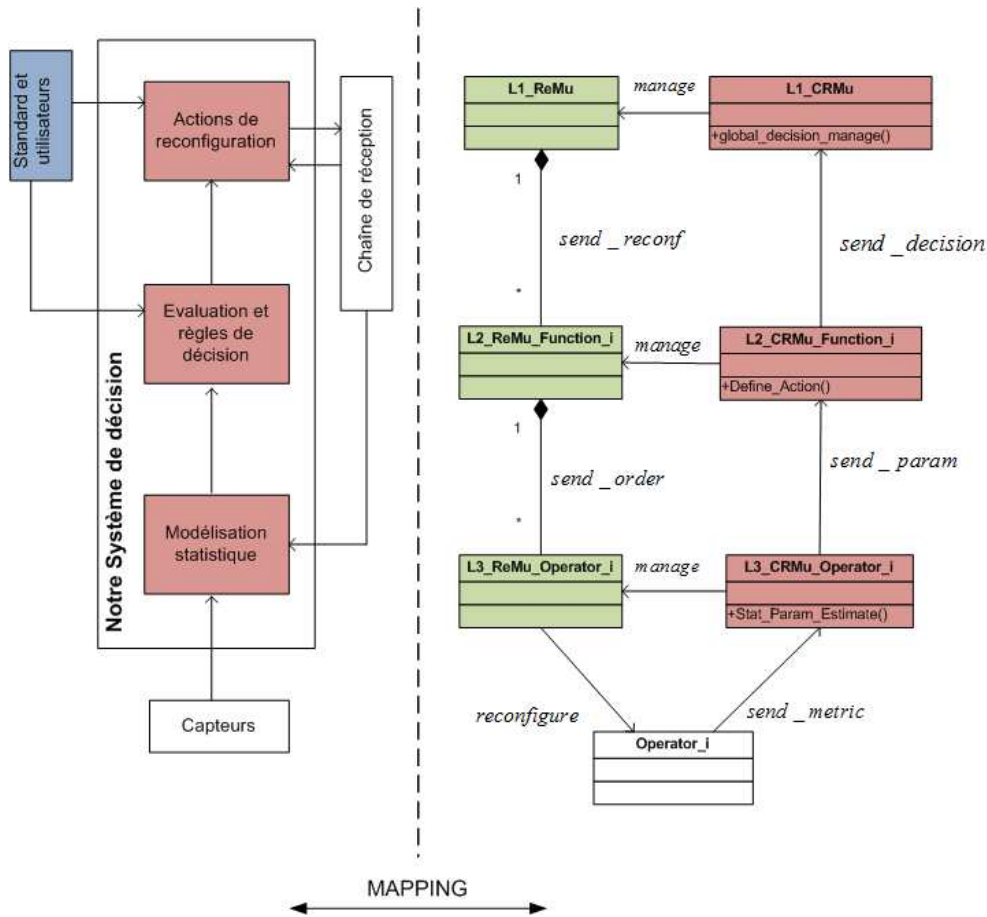 Standard et
utilisateurs
Actions de
reconfiguration
Chaîne de réception
Evaluation et
règles de
décision
Notre Système de décision
Modélisation
statistique
Capteurs
L1_ReMu
manage
L1_CRMu
+global_decision_manage()
1
send _ reconf
send _ decision
*
L2_ReMu_Function_i
manage
L2_CRMu_Function_i
+Define_Action()
1
send _ param
send _ order
*
L3_ReMu_Operator_i
manage
L3_CRMu_Operator_i
+Stat_Param_Estimate()
reconfigure
send _ metric
Operator_i
MAPPING